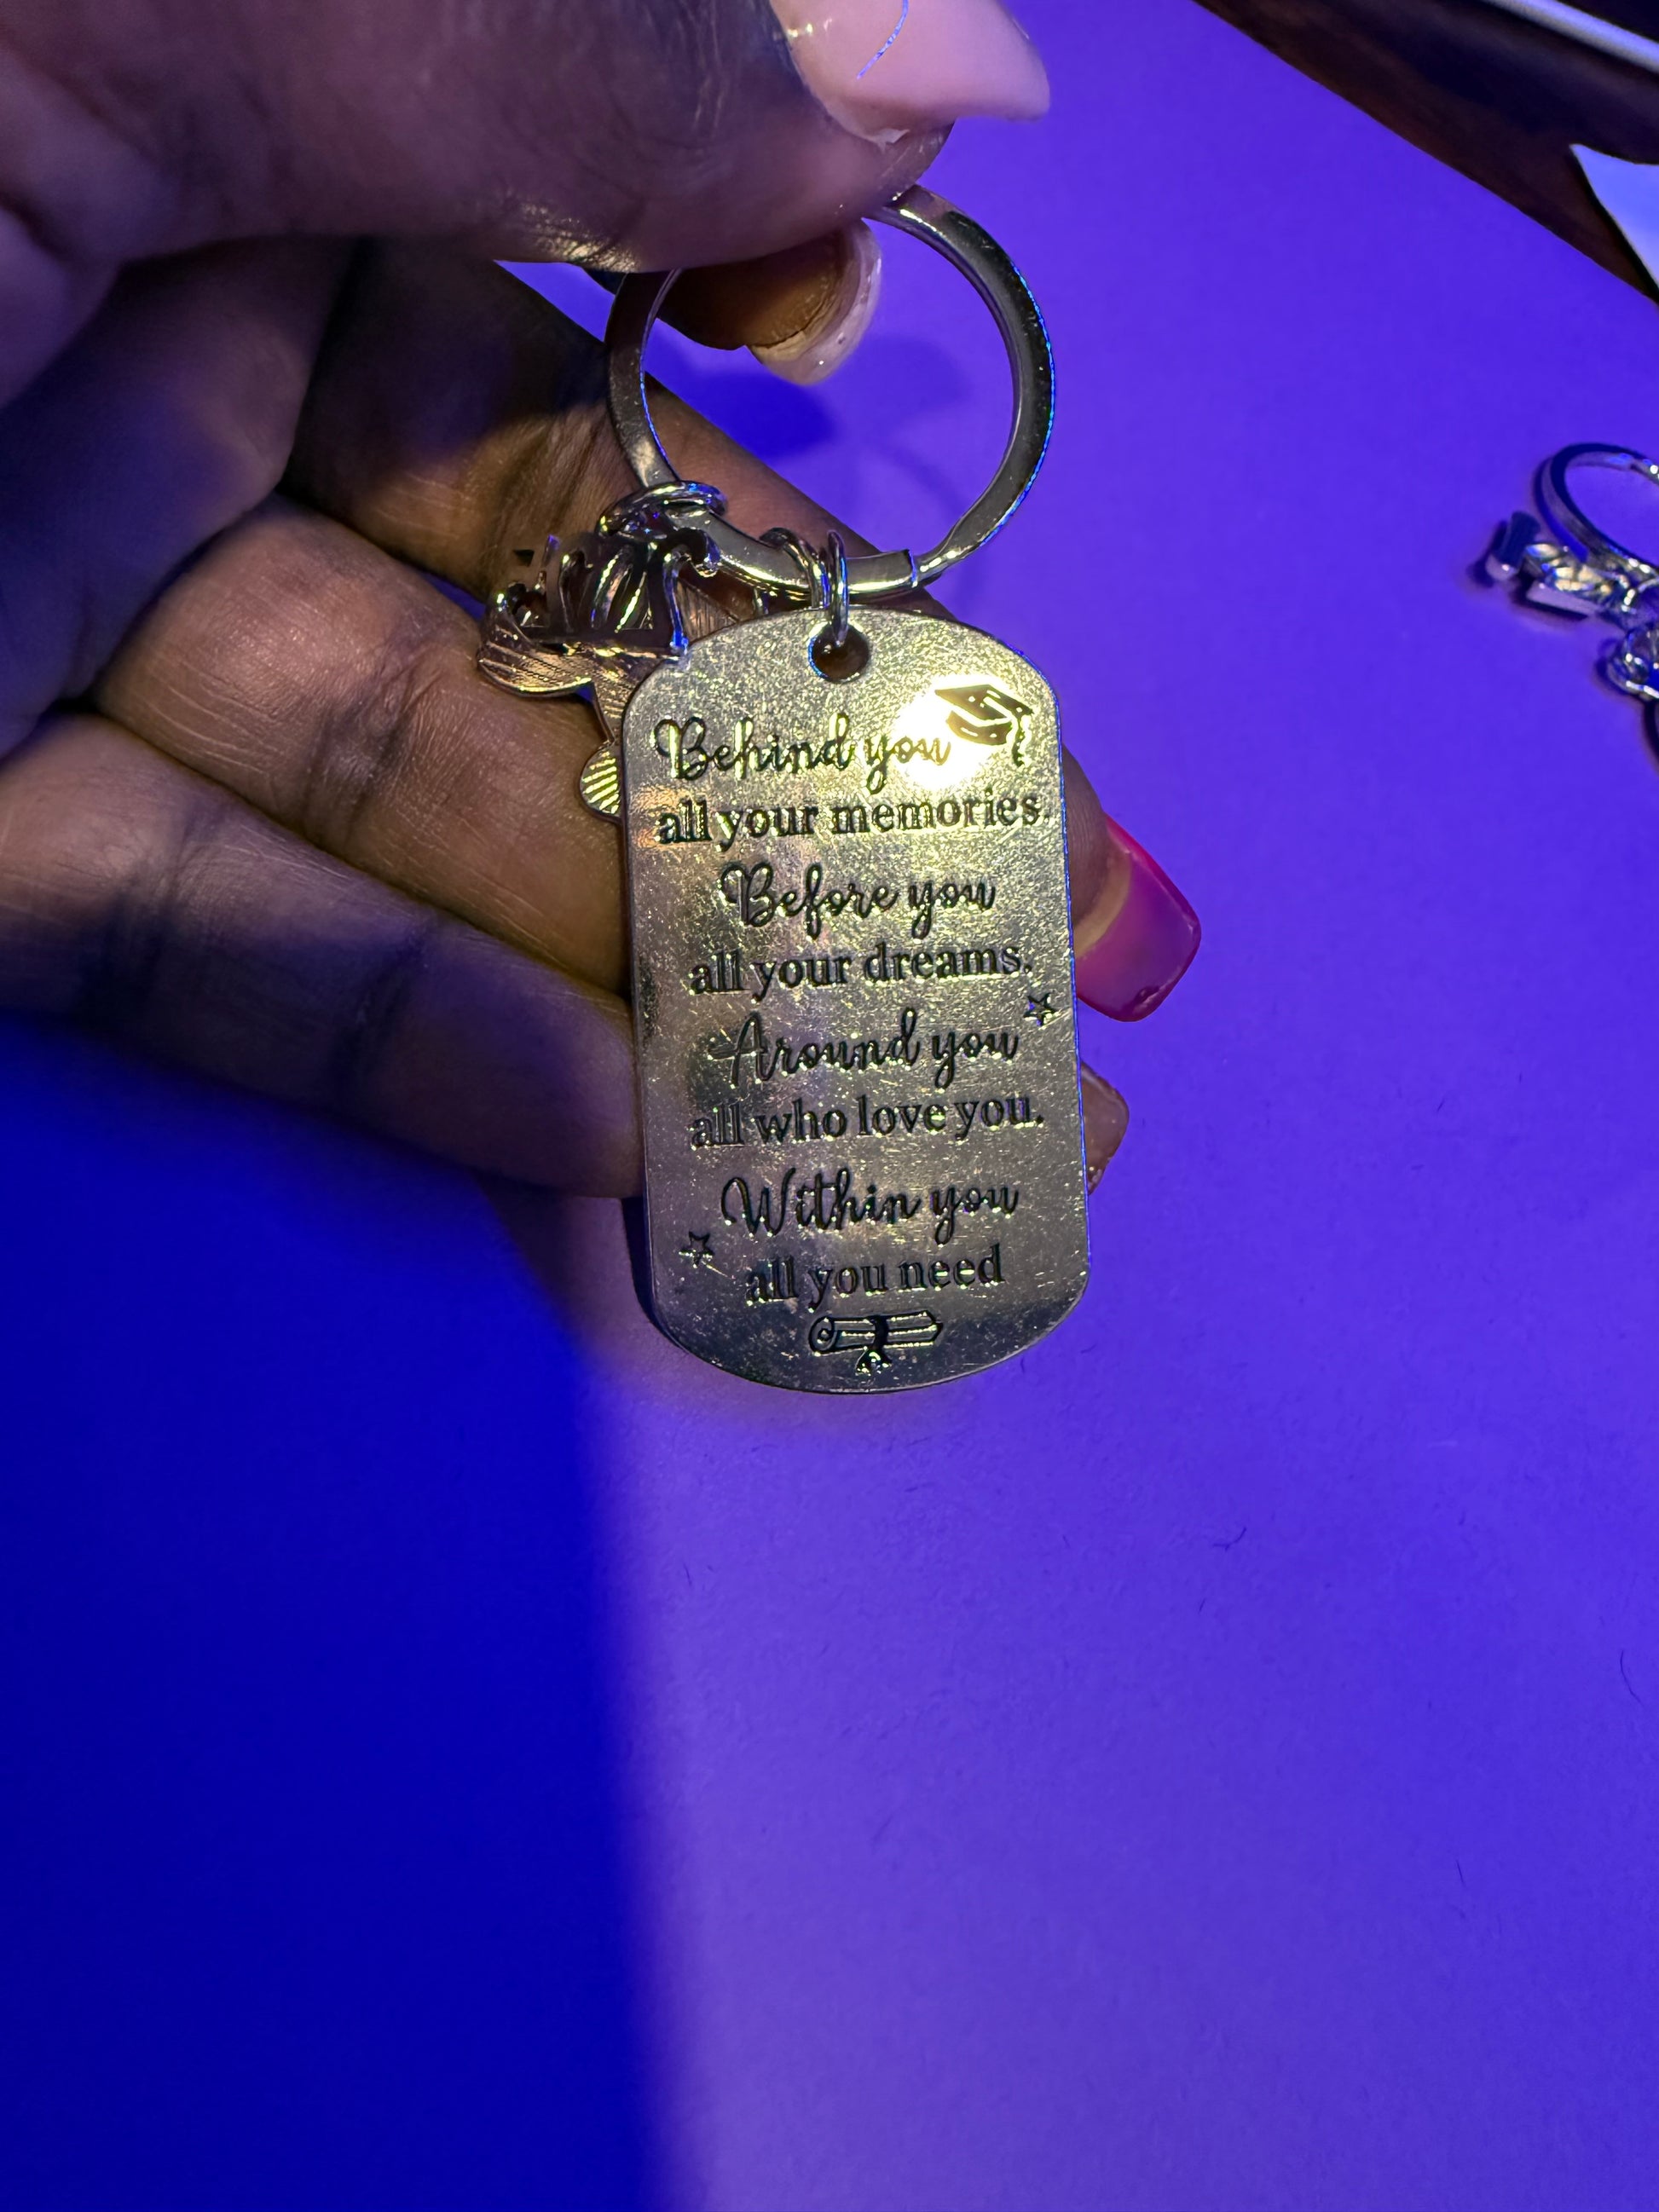 Behind you
all your memories.
Before you
all your dreams.
Around you
all who love you.
Within you
all you need